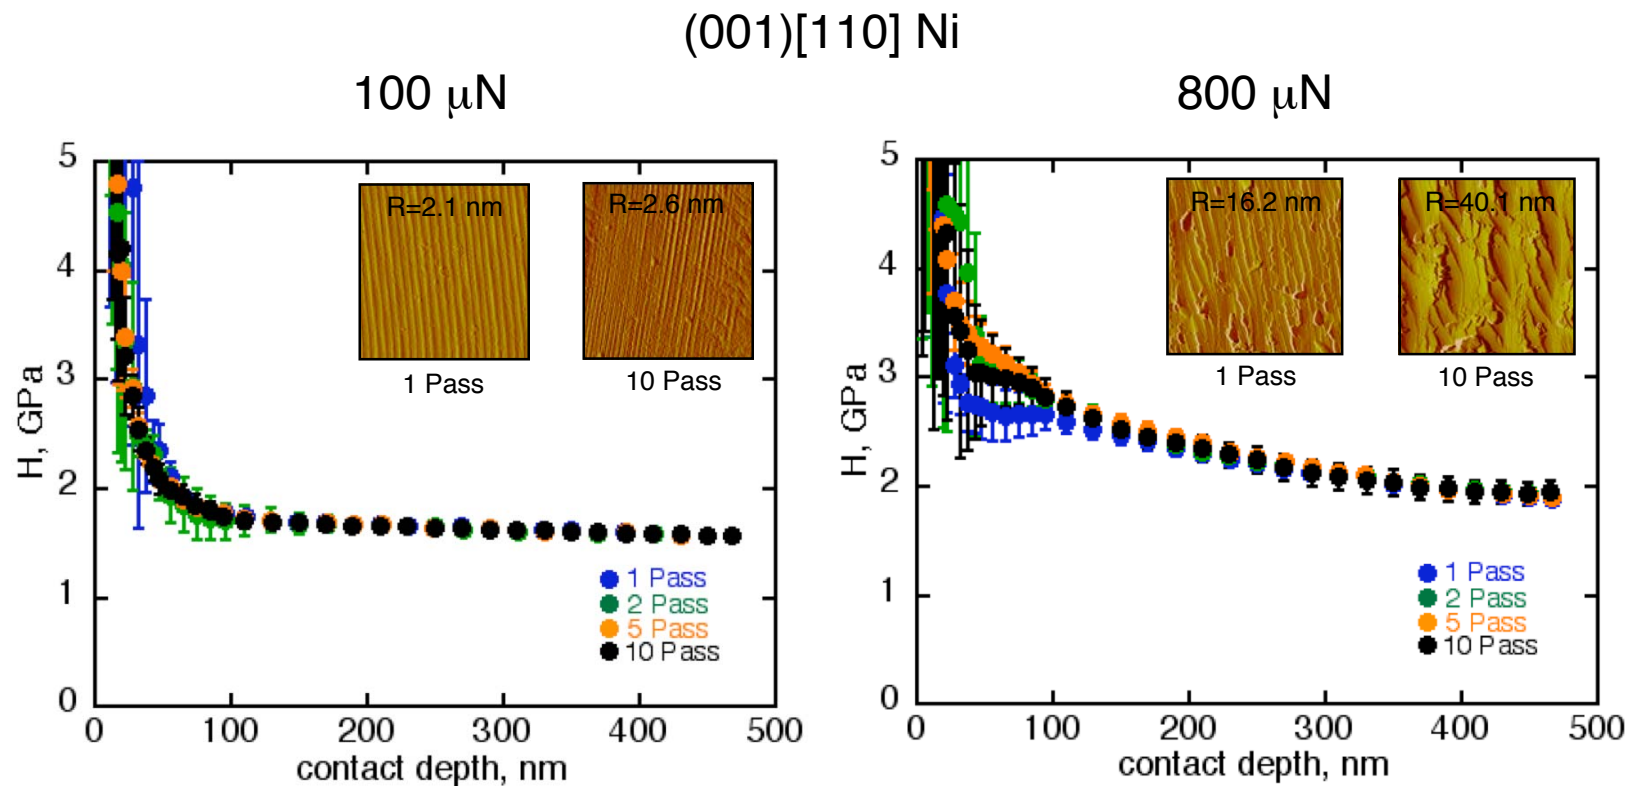 (001)[110] Ni
100 μN
800 μN
5
4
3
2
1
0
H, GPa
R=2.1 nm
R=2.6 nm
1 Pass
10 Pass
1 Pass
2 Pass
5 Pass
10 Pass
0 100 200 300 400 500
contact depth, nm
5
4
3
2
1
0
H, GPa
R=16.2 nm
R=40.1 nm
1 Pass
10 Pass
1 Pass
2 Pass
5 Pass
10 Pass
0 100 200 300 400 500
contact depth, nm